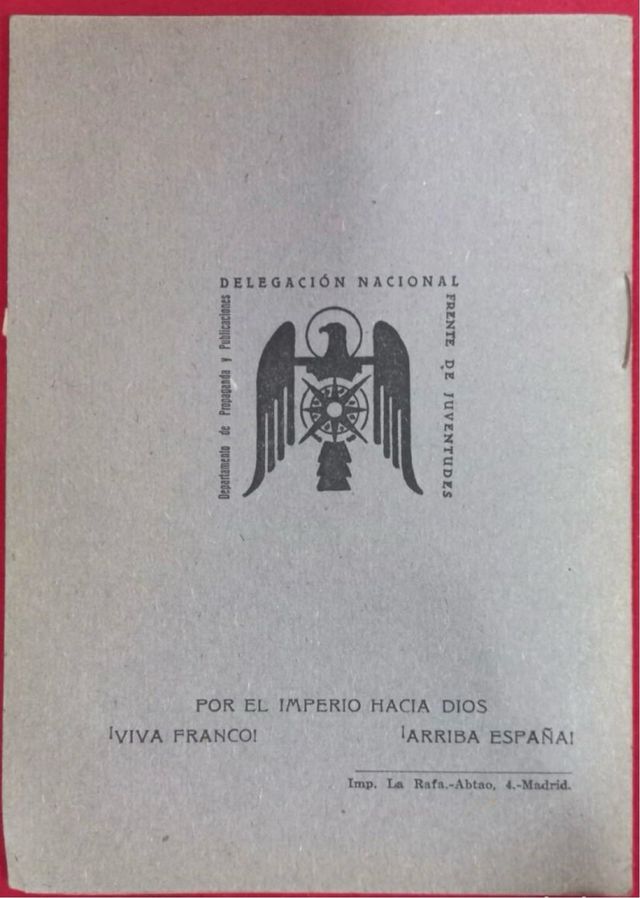 DELEGACIÓN NACIONAL
Departamento de Propaganda y Publicaciones
FRENTE DE JUVENTUDES
POR EL IMPERIO HACIA DIOS
¡VIVA FRANCO! ¡ARRIBA ESPAÑA!
Imp. La Rafa.-Abtao, 4.-Madrid.